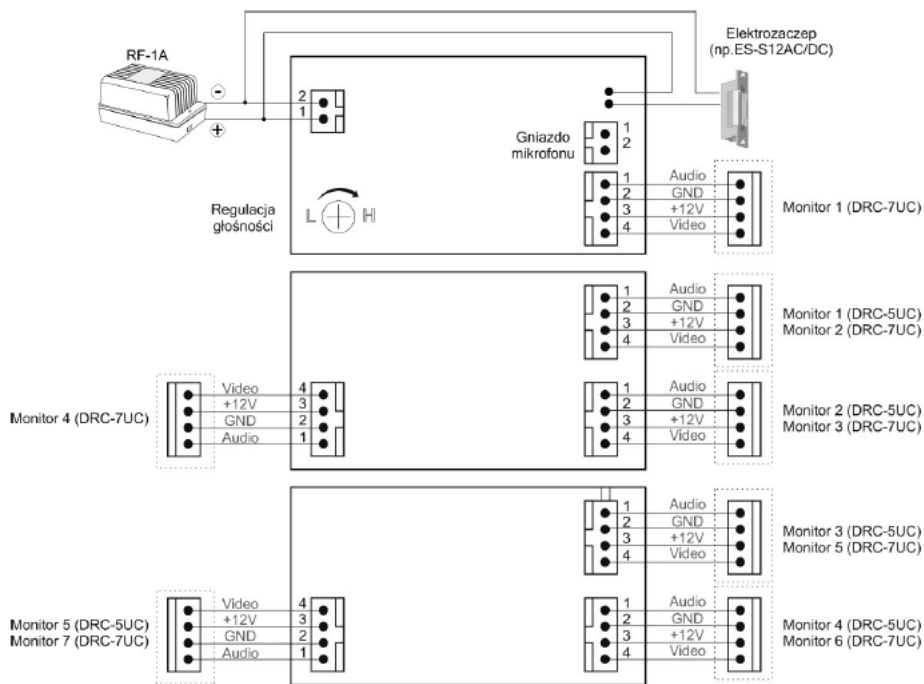 RF-1A
Elektrozaczep
(np.ES-S12AC/DC)
2
1
Gniazdo
mikrofonu
1
2
Regulacja
głośności
L H
1 Audio
2 GND
3 +12V
4 Video
Monitor 1 (DRC-7UC)
1 Audio
2 GND
3 +12V
4 Video
Monitor 1 (DRC-5UC)
Monitor 2 (DRC-7UC)
Monitor 4 (DRC-7UC)
Video 4
+12V 3
GND 2
Audio 1
1 Audio
2 GND
3 +12V
4 Video
Monitor 2 (DRC-5UC)
Monitor 3 (DRC-7UC)
1 Audio
2 GND
3 +12V
4 Video
Monitor 3 (DRC-5UC)
Monitor 5 (DRC-7UC)
Monitor 5 (DRC-5UC)
Monitor 7 (DRC-7UC)
Video 4
+12V 3
GND 2
Audio 1
1 Audio
2 GND
3 +12V
4 Video
Monitor 4 (DRC-5UC)
Monitor 6 (DRC-7UC)